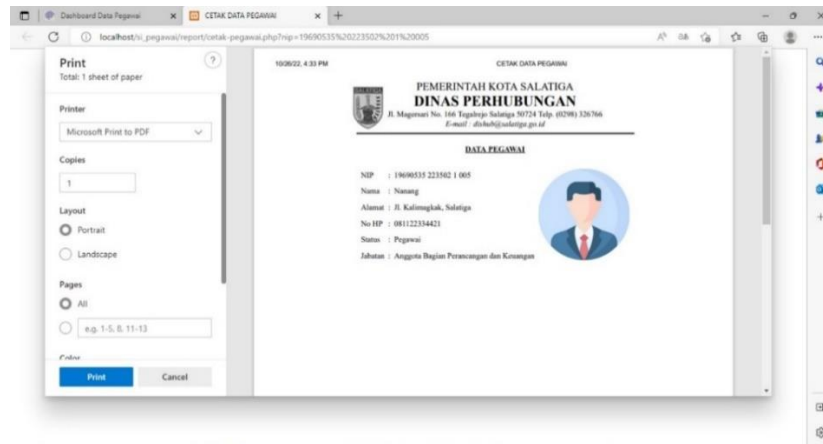 Dashboard Data Pegawai
CETAK DATA PEGAWAI
localhost/si_pegawai/report/cetak-pegawai.php?nip=19690535%20223502%201%20005
Print
Total: 1 sheet of paper
?
Printer
Microsoft Print to PDF
Copies
1
Layout
Portrait
Landscape
Pages
All
e.g. 1-5, 8, 11-13
Color
Print
Cancel
10/26/22, 4:33 PM
CETAK DATA PEGAWAI
PEMERINTAH KOTA SALATIGA
DINAS PERHUBUNGAN
Jl. Magersari No. 166 Tegalrejo Salatiga 50724 Telp. (0298) 326766
E-mail : dishub@salatiga.go.id
DATA PEGAWAI
NIP : 19690535 223502 1 005
Nama : Nanang
Alamat : Jl. Kalimagkak, Salatiga
No HP : 081122334421
Status : Pegawai
Jabatan : Anggota Bagian Perancangan dan Keuangan